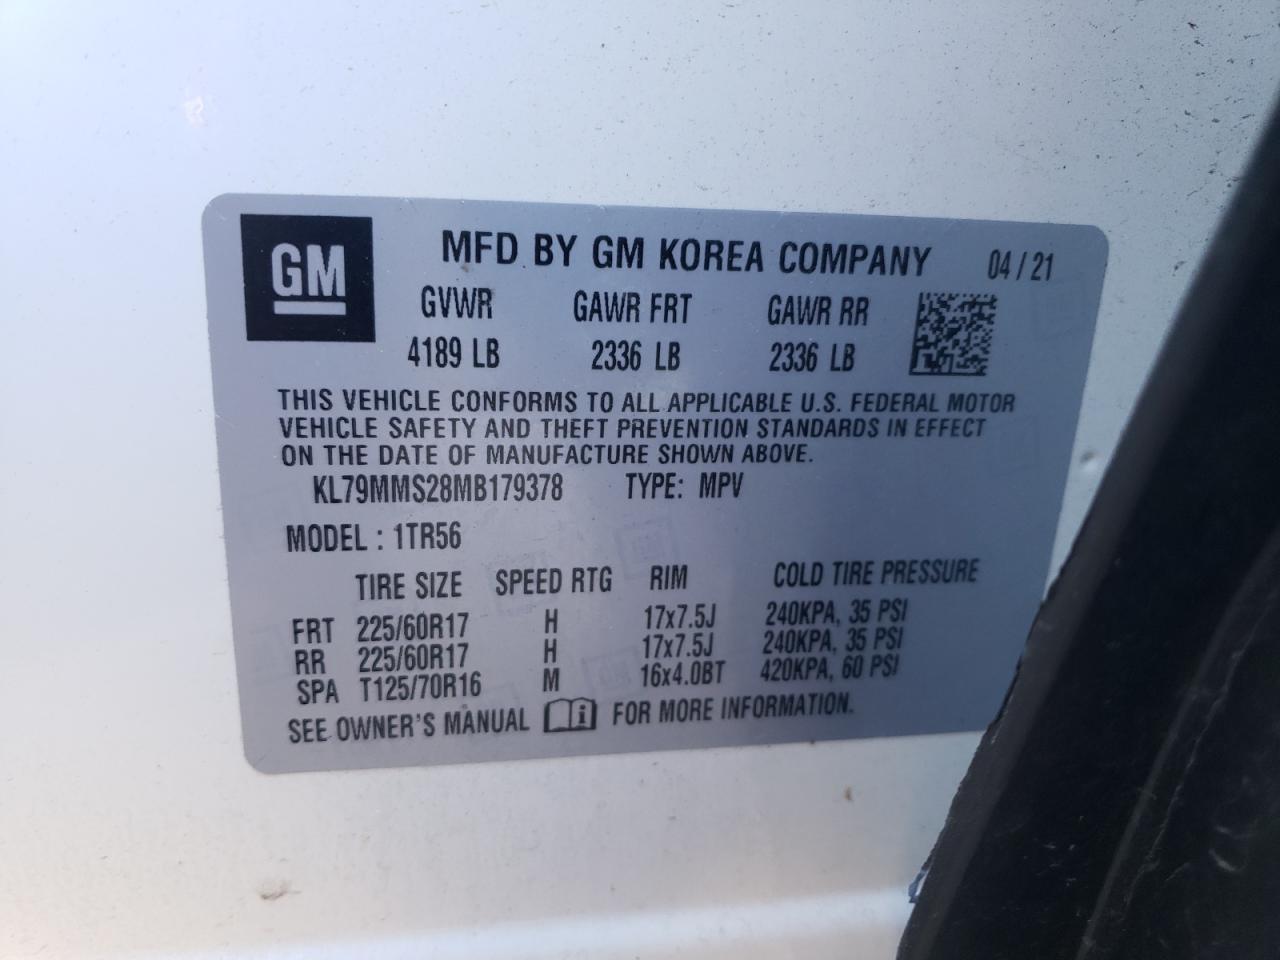 GM
MFD BY GM KOREA COMPANY 04 / 21
GVWR GAWR FRT GAWR RR
4189 LB 2336 LB 2336 LB
THIS VEHICLE CONFORMS TO ALL APPLICABLE U.S. FEDERAL MOTOR
VEHICLE SAFETY AND THEFT PREVENTION STANDARDS IN EFFECT
ON THE DATE OF MANUFACTURE SHOWN ABOVE.
KL79MMS28MB179378 TYPE: MPV
MODEL : 1TR56
TIRE SIZE SPEED RTG RIM COLD TIRE PRESSURE
FRT 225/60R17 H 17x7.5J 240KPA, 35 PSI
RR 225/60R17 H 17x7.5J 240KPA, 35 PSI
SPA T125/70R16 M 16x4.0BT 420KPA, 60 PSI
SEE OWNER'S MANUAL i FOR MORE INFORMATION.